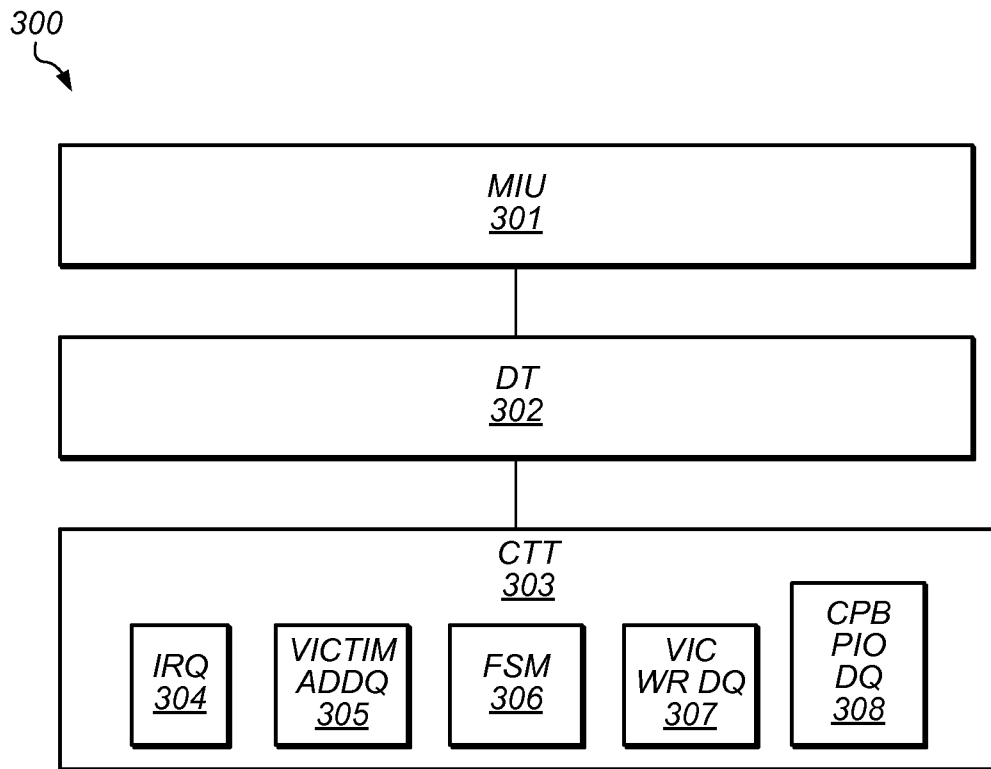 300
MIU
301
DT
302
CTT
303
IRQ
304
VICTIM
ADDQ
305
FSM
306
VIC
WR DQ
307
CPB
PIO
DQ
308